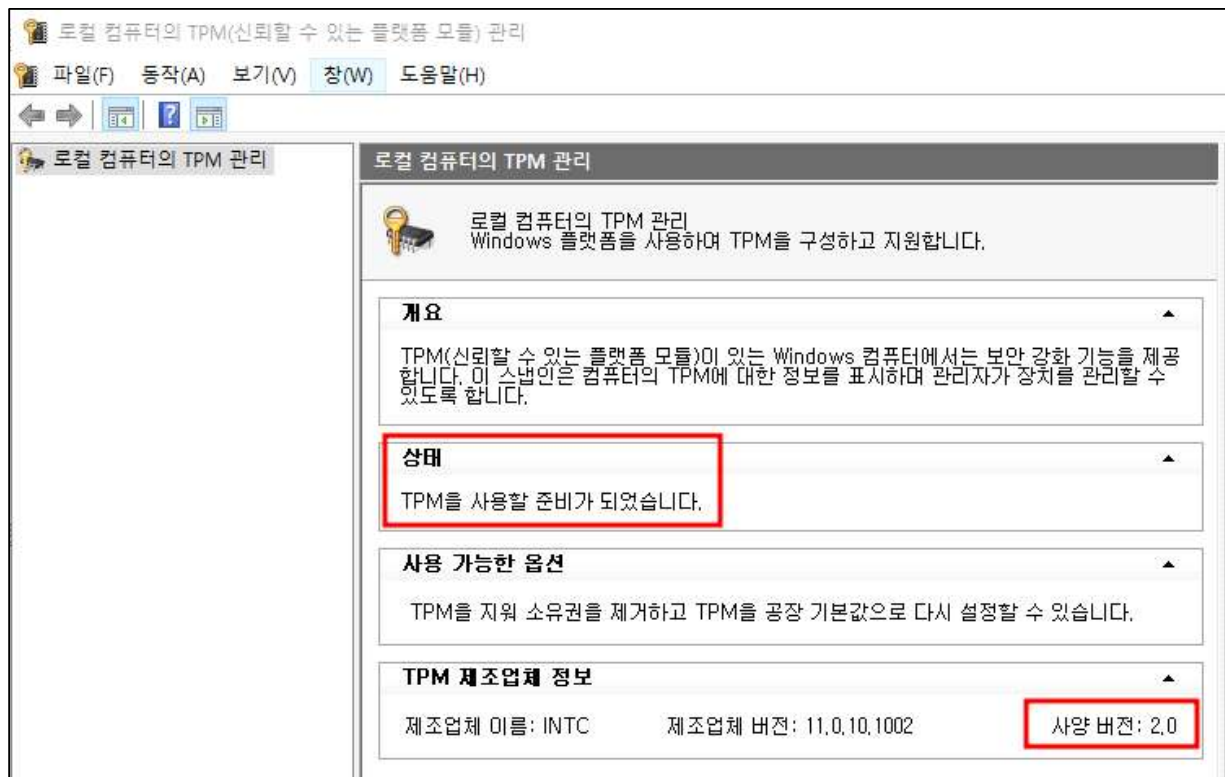 로컬 컴퓨터의 TPM(신뢰할 수 있는 플랫폼 모듈) 관리
파일(F) 동작(A) 보기(V) 창(W) 도움말(H)
로컬 컴퓨터의 TPM 관리
로컬 컴퓨터의 TPM 관리
로컬 컴퓨터의 TPM 관리
Windows 플랫폼을 사용하여 TPM을 구성하고 지원합니다.
개요
TPM(신뢰할 수 있는 플랫폼 모듈)이 있는 Windows 컴퓨터에서는 보안 강화 기능을 제공
합니다. 이 스냅인은 컴퓨터의 TPM에 대한 정보를 표시하며 관리자가 장치를 관리할 수
있도록 합니다.
상태
TPM을 사용할 준비가 되었습니다.
사용 가능한 옵션
TPM을 지워 소유권을 제거하고 TPM을 공장 기본값으로 다시 설정할 수 있습니다.
TPM 제조업체 정보
제조업체 이름: INTC 제조업체 버전: 11.0.10.1002 사양 버전: 2.0